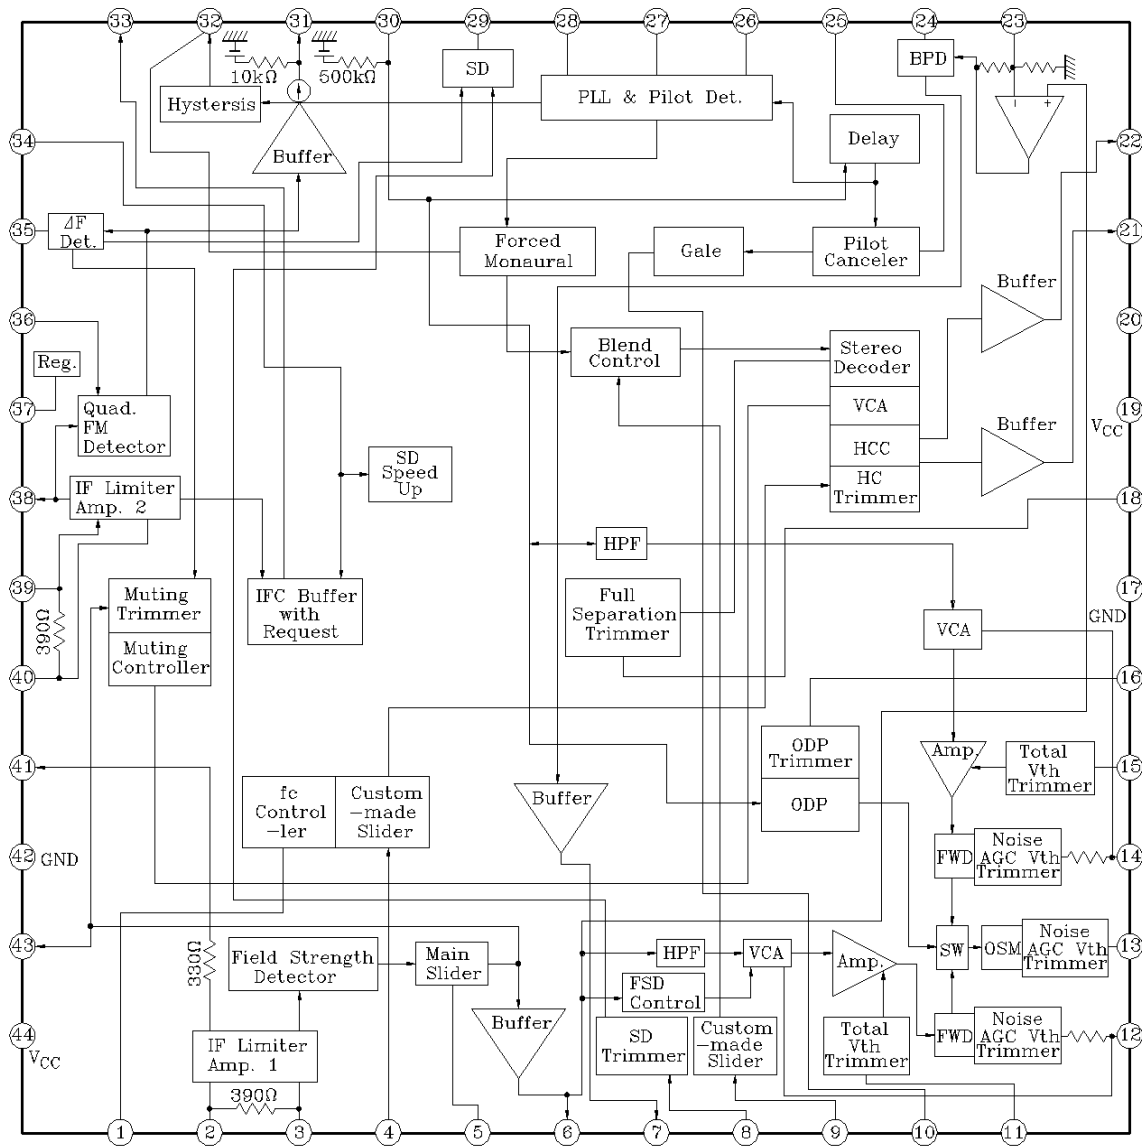 33 32 31 30 29 28 27 26 25 24 23
10kΩ 500kΩ
SD
BPD
Hystersis
PLL & Pilot Det.
− +
34
Buffer
Delay
22
35
ΔF
Det.
Forced
Monaural
Gale
Pilot
Canceler
21
Buffer
36
20
Reg.
Blend
Control
Stereo
Decoder
37
Quad.
FM
Detector
VCA
19
VCC
Buffer
HCC
SD
Speed
Up
38
IF Limiter
Amp. 2
HC
Trimmer
18
HPF
39
390Ω
Muting
Trimmer
IFC Buffer
with
Request
Full
Separation
Trimmer
17
GND
VCA
Muting
Controller
40
16
ODP
Trimmer
Amp.
Total
Vth
Trimmer
41
15
fc
Control
-ler
Custom
-made
Slider
Buffer
ODP
42 GND
FWD
Noise
AGC Vth
Trimmer
14
43
330Ω
Field Strength
Detector
Main
Slider
HPF
VCA
Amp.
SW
OSM
Noise
AGC Vth
Trimmer
13
FSD
Control
44
VCC
IF Limiter
Amp. 1
Buffer
SD
Trimmer
Custom
-made
Slider
Total
Vth
Trimmer
FWD
Noise
AGC Vth
Trimmer
12
390Ω
1 2 3 4 5 6 7 8 9 10 11